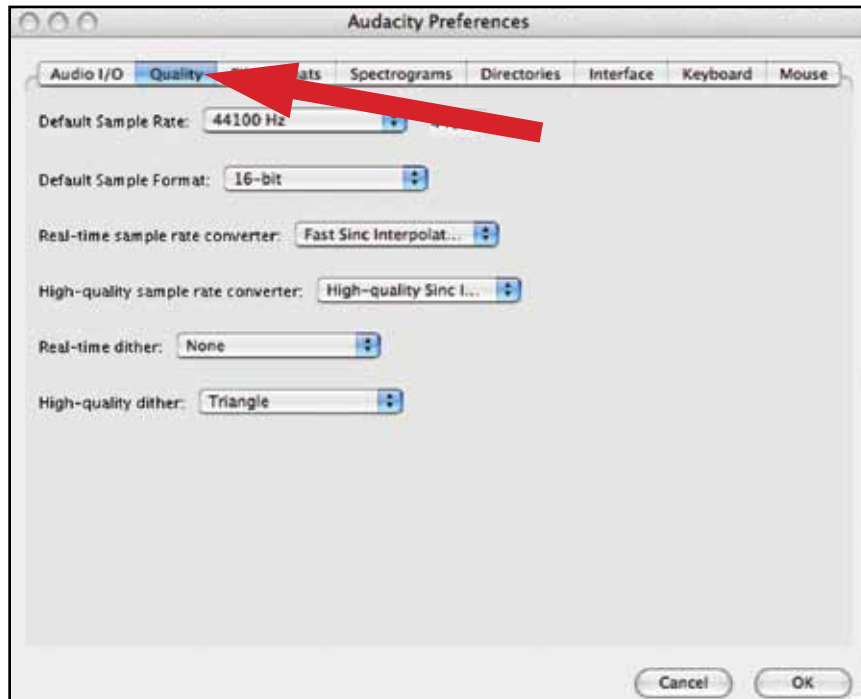 Audacity Preferences
Audio I/O Quality Spectrograms Directories Interface Keyboard Mouse
Default Sample Rate: 44100 Hz
Default Sample Format: 16-bit
Real-time sample rate converter: Fast Sinc Interpolat...
High-quality sample rate converter: High-quality Sinc I...
Real-time dither: None
High-quality dither: Triangle
Cancel OK